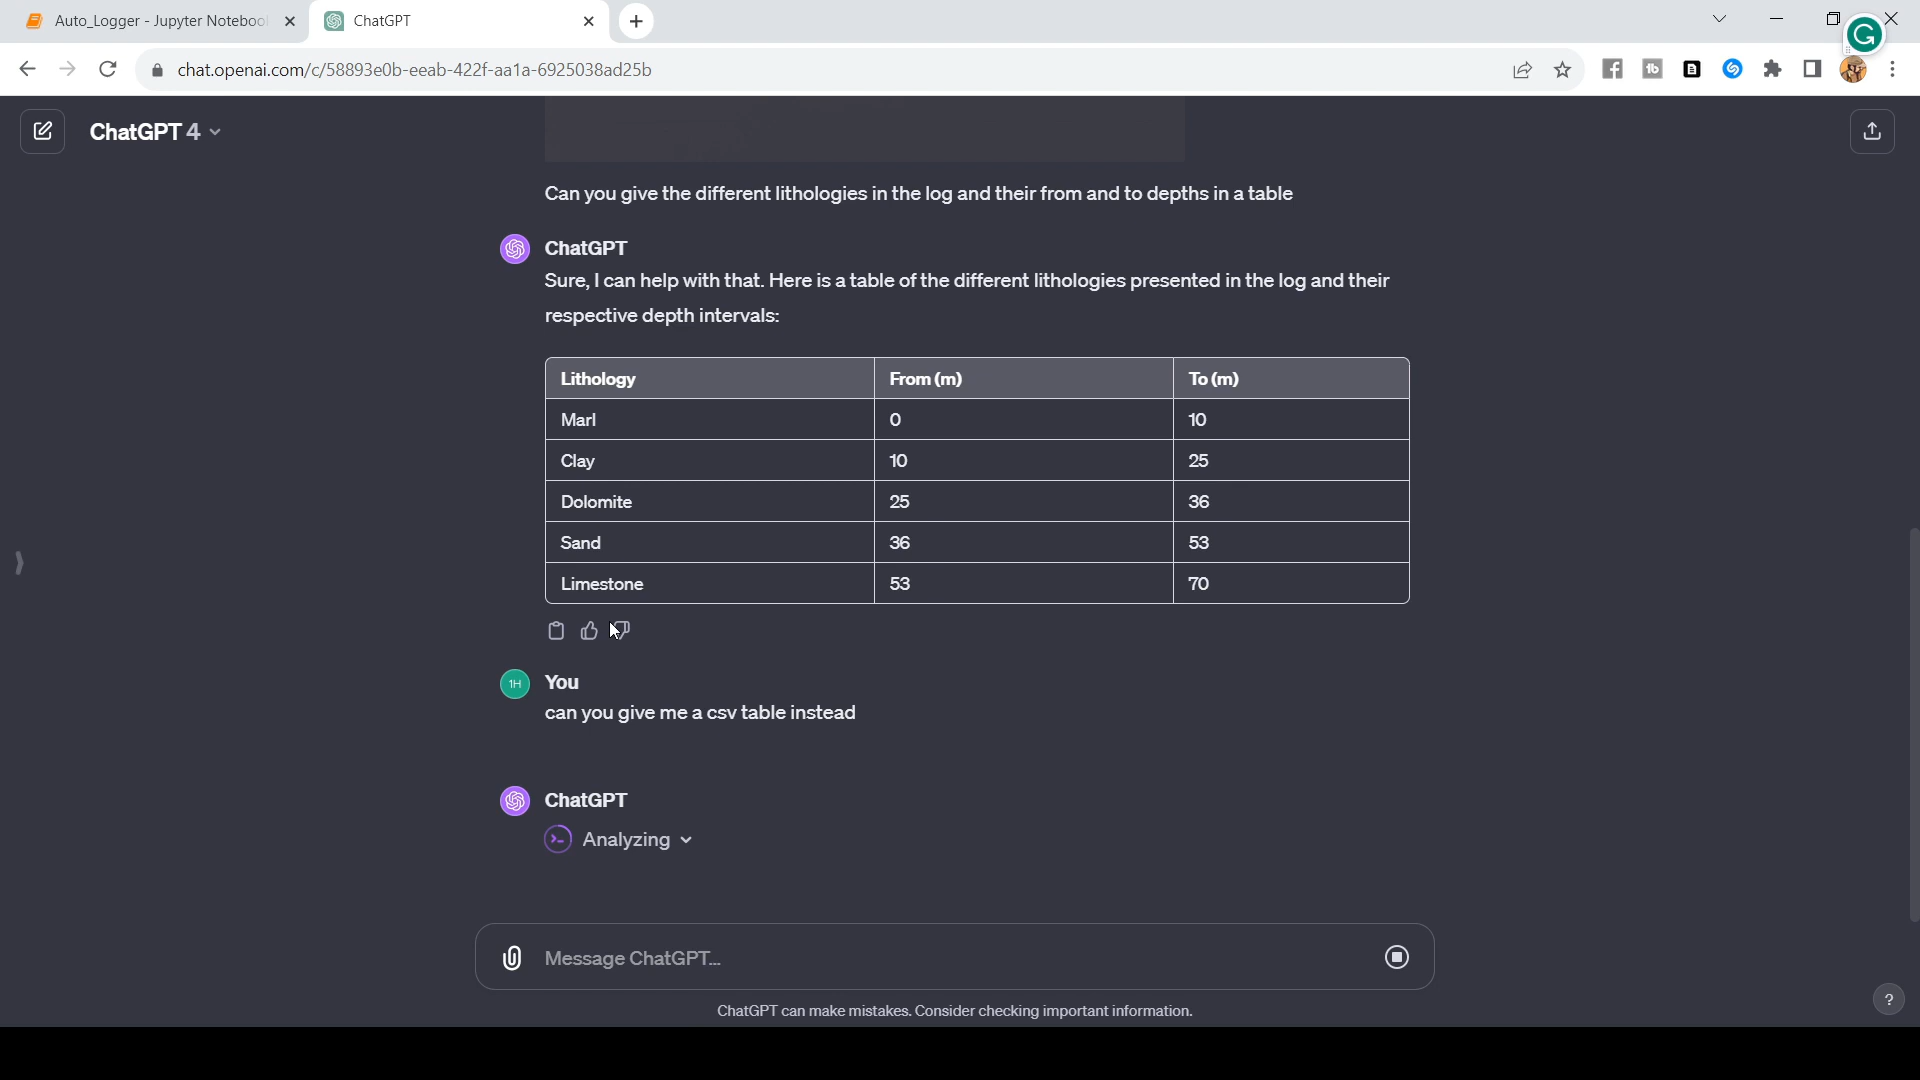 Auto_Logger - Jupyter Noteboo
ChatGPT
chat.openai.com/c/58893e0b-eeab-422f-aa1a-6925038ad25b
ChatGPT 4
Can you give the different lithologies in the log and their from and to depths in a table
ChatGPT
Sure, I can help with that. Here is a table of the different lithologies presented in the log and their
respective depth intervals:
Lithology From (m) To (m)
Marl 0 10
Clay 10 25
Dolomite 25 36
Sand 36 53
Limestone 53 70
1H You
can you give me a csv table instead
ChatGPT
Analyzing
Message ChatGPT...
ChatGPT can make mistakes. Consider checking important information.
?